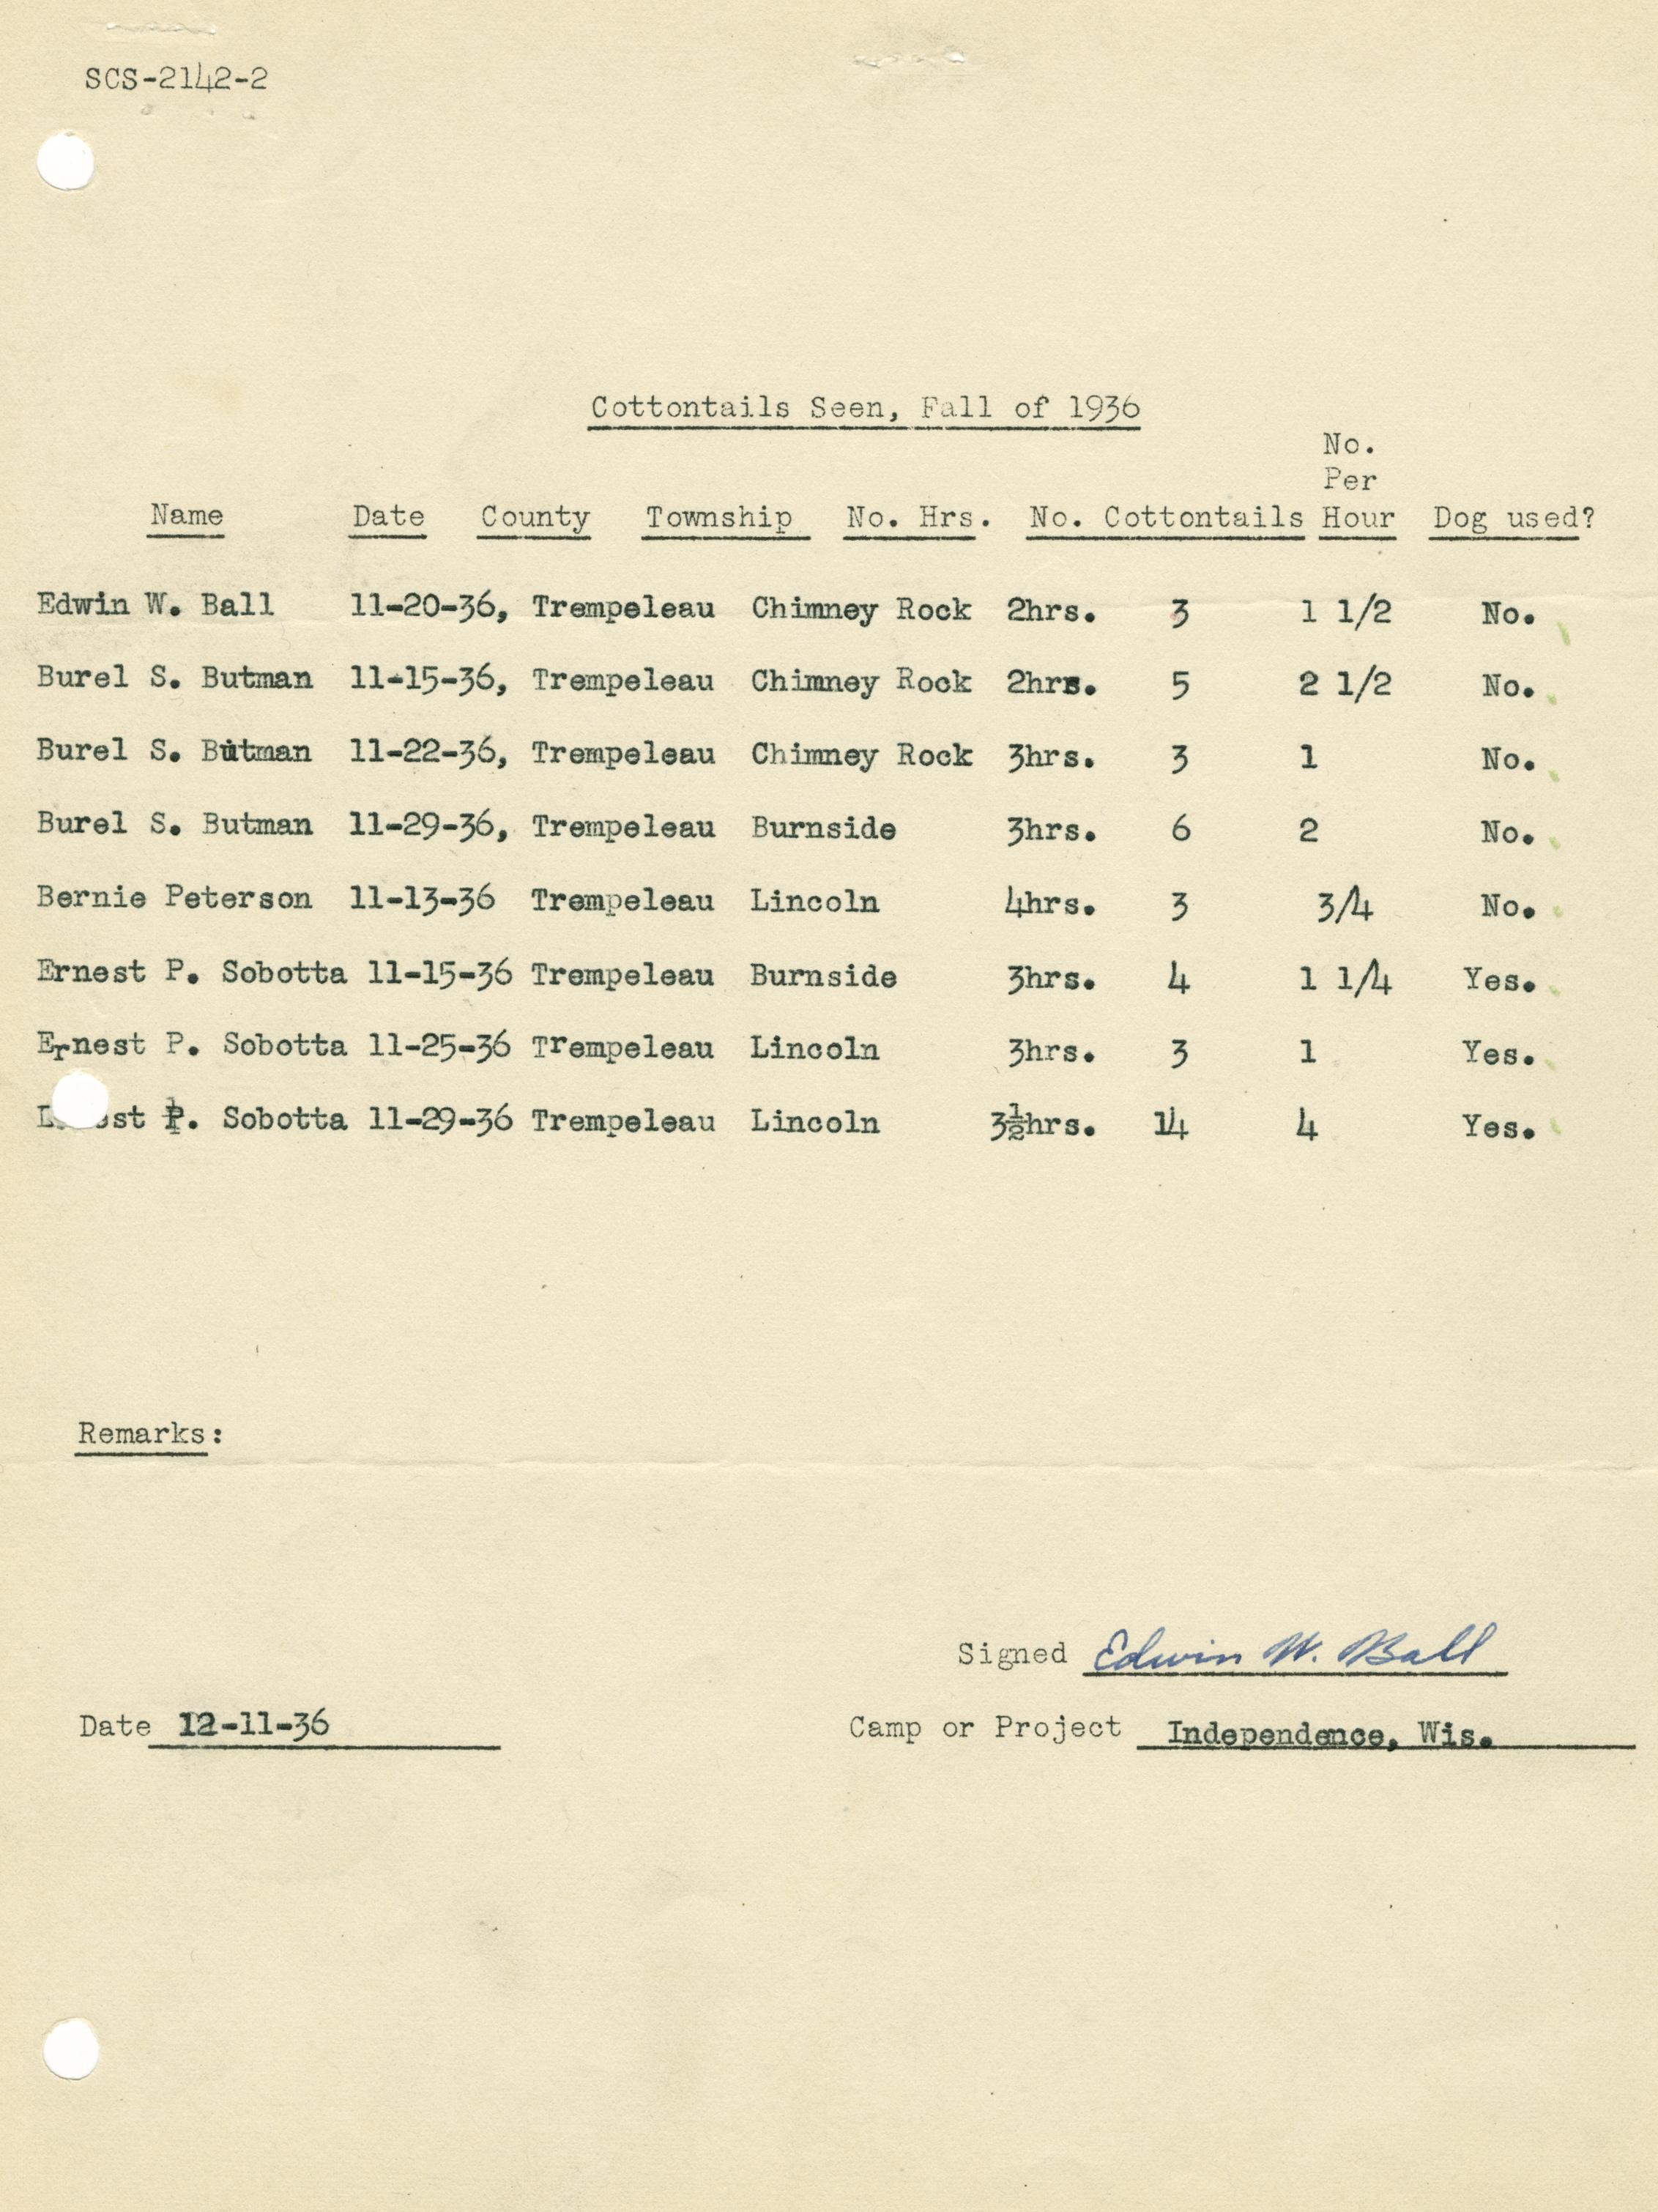 SCS-2142-2
Cottontails Seen, Fall of 1936
No.
Per
Name Date County Township No. Hrs. No. Cottontails Hour Dog used?
Edwin W. Ball 11-20-36, Trempeleau Chimney Rock 2hrs. 3 1 1/2 No.
Burel S. Butman 11-15-36, Trempeleau Chimney Rock 2hrs. 5 2 1/2 No.
Burel S. Butman 11-22-36, Trempeleau Chimney Rock 3hrs. 3 1 No.
Burel S. Butman 11-29-36, Trempeleau Burnside 3hrs. 6 2 No.
Bernie Peterson 11-13-36 Trempeleau Lincoln 4hrs. 3 3/4 No.
Ernest P. Sobotta 11-15-36 Trempeleau Burnside 3hrs. 4 1 1/4 Yes.
Ernest P. Sobotta 11-25-36 Trempeleau Lincoln 3hrs. 3 1 Yes.
P. Sobotta 11-29-36 Trempeleau Lincoln 3½hrs. 14 4 Yes.
Remarks:
Signed Edwin W. Ball
Date 12-11-36 Camp or Project Independence, Wis.